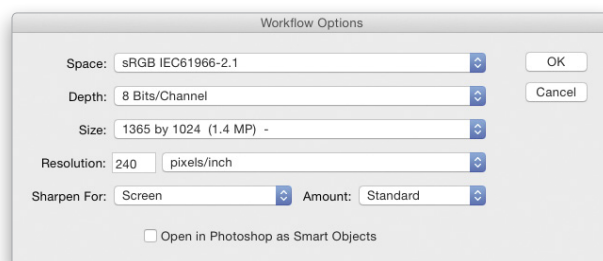 Workflow Options
Space: sRGB IEC61966-2.1 OK
Depth: 8 Bits/Channel Cancel
Size: 1365 by 1024 (1.4 MP) -
Resolution: 240 pixels/inch
Sharpen For: Screen Amount: Standard
Open in Photoshop as Smart Objects